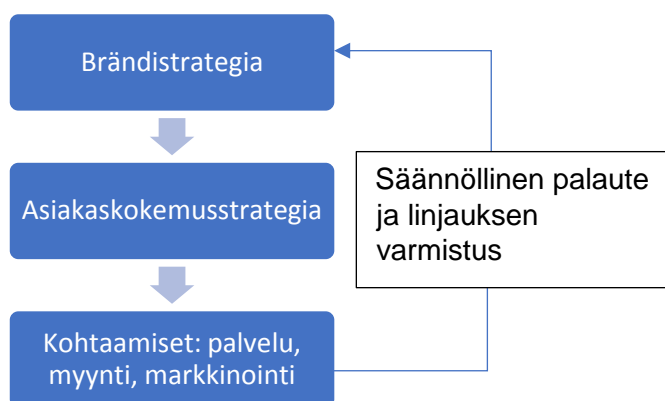 Brändistrategia
Asiakaskokemusstrategia
Säännöllinen palaute
ja linjauksen
varmistus
Kohtaamiset: palvelu,
myynti, markkinointi